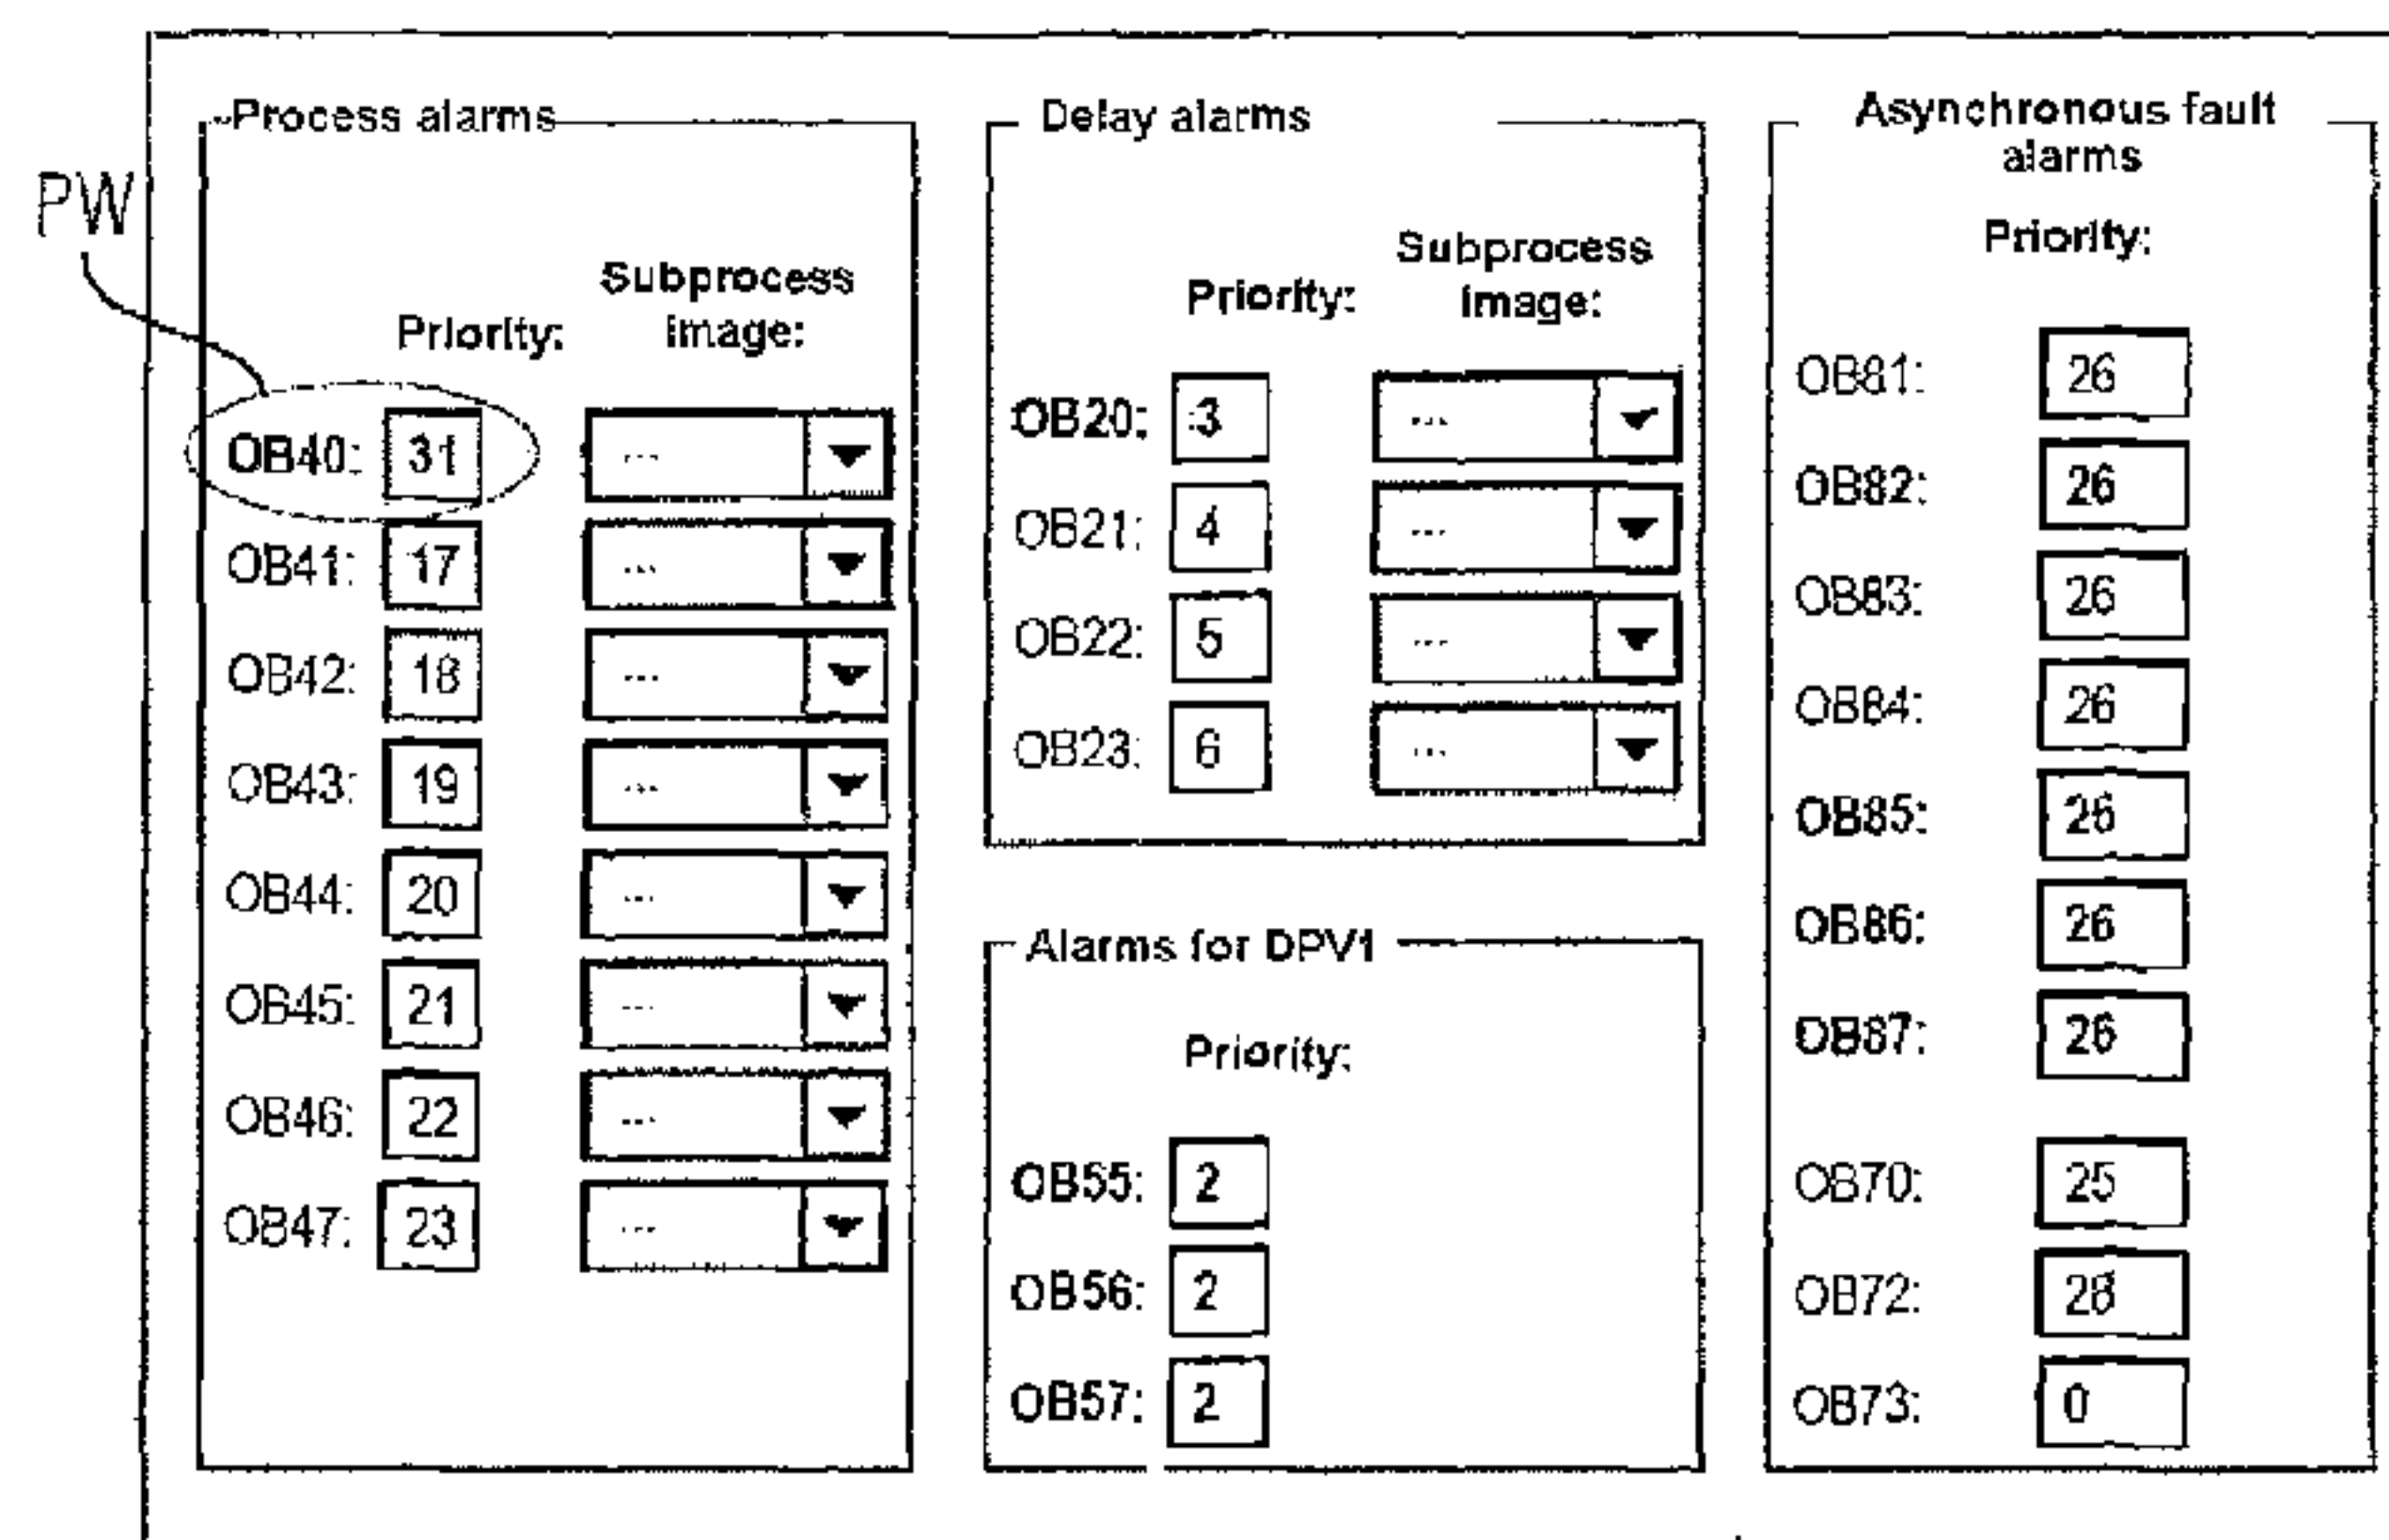 PW
Process alarms
Priority:
Subprocess
image:
OB40: 31 ...
OB41: 17 ...
OB42: 18 ...
OB43: 19 ...
OB44: 20 ...
OB45: 21 ...
OB46: 22 ...
OB47: 23 ...
Delay alarms
Priority:
Subprocess
image:
OB20: 3 ...
OB21: 4 ...
OB22: 5 ...
OB23: 6 ...
Alarms for DPV1
Priority:
OB55: 2
OB56: 2
OB57: 2
Asynchronous fault
alarms
Priority:
OB81: 26
OB82: 26
OB83: 26
OB84: 26
OB85: 26
OB86: 26
OB87: 26
OB70: 25
OB72: 28
OB73: 0